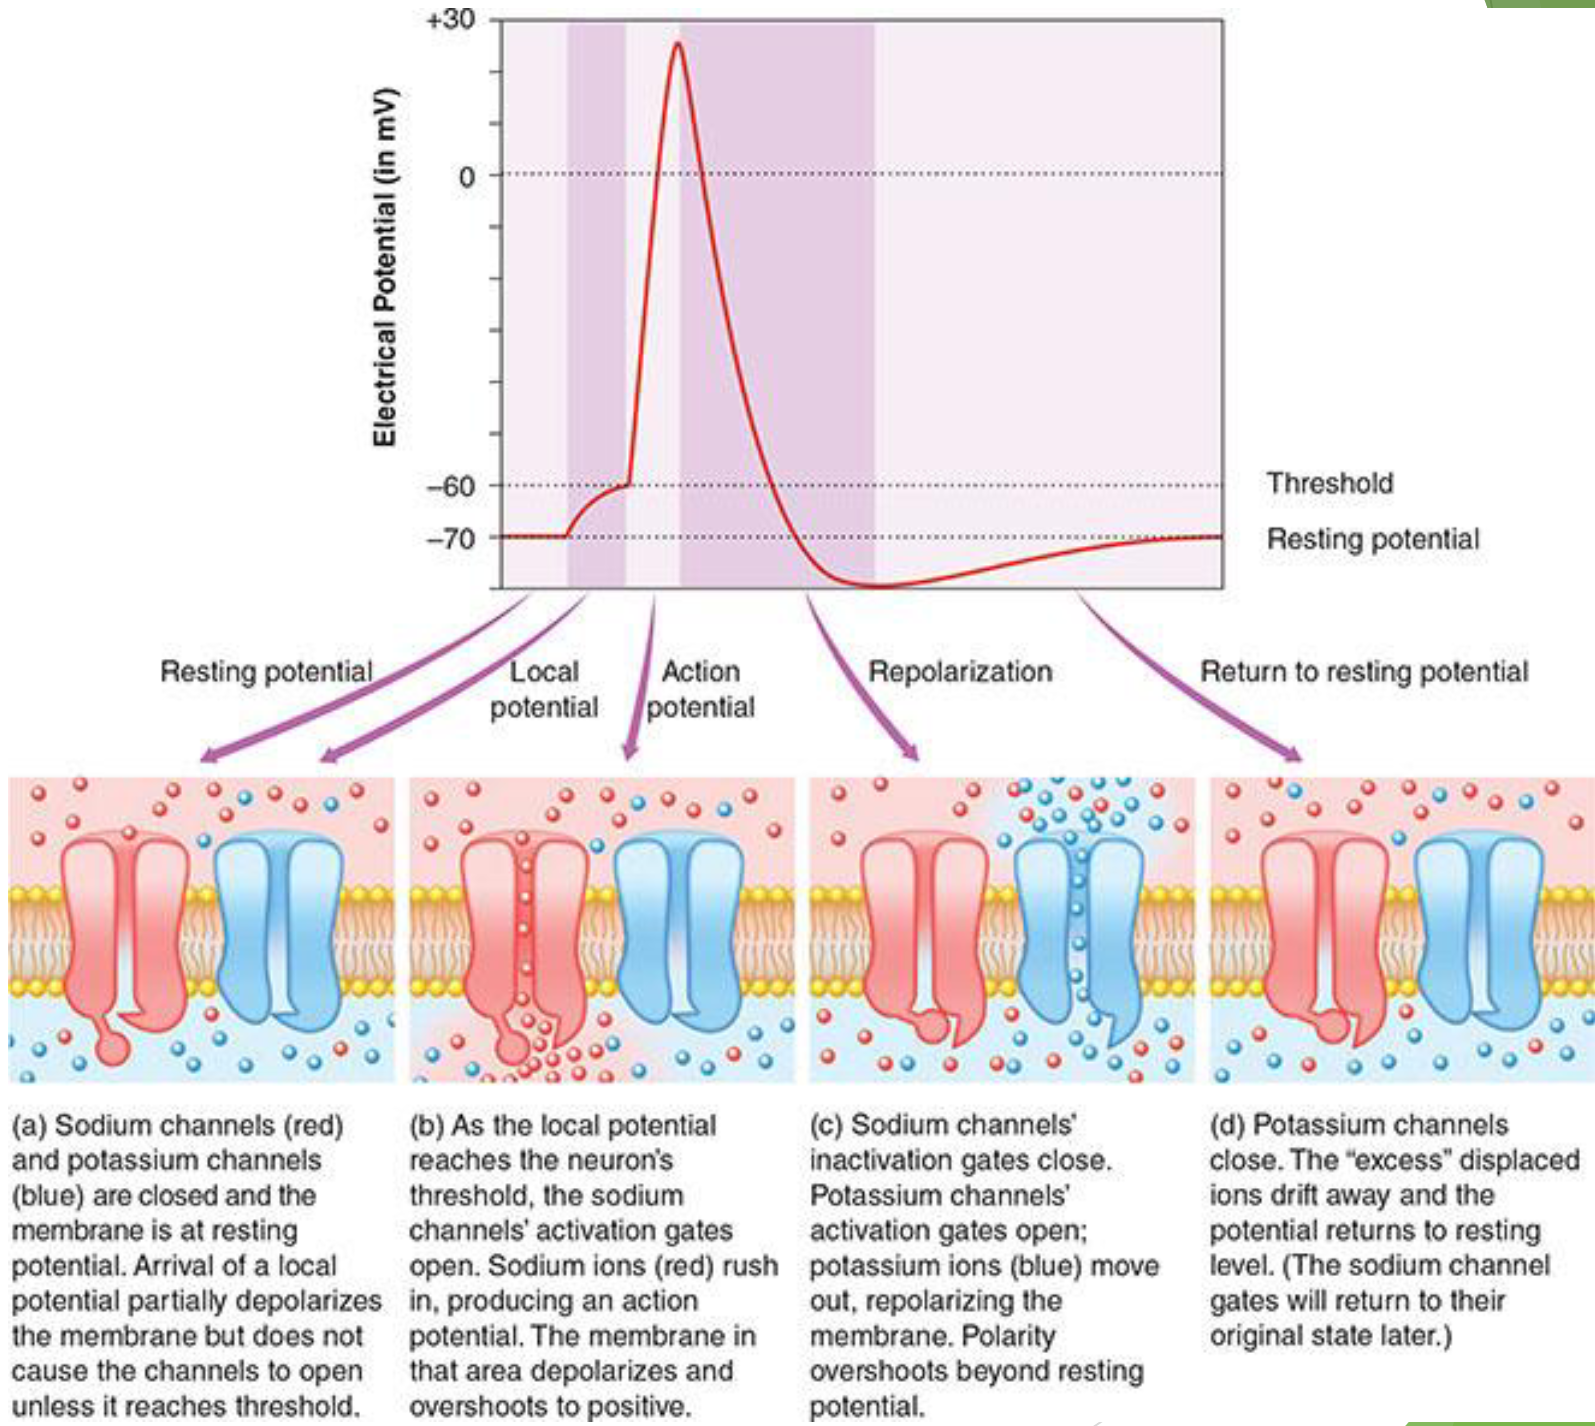 +30
0
–60
–70
Electrical Potential (in mV)
Threshold
Resting potential
Resting potential
Local
potential
Action
potential
Repolarization
Return to resting potential
(a) Sodium channels (red)
and potassium channels
(blue) are closed and the
membrane is at resting
potential. Arrival of a local
potential partially depolarizes
the membrane but does not
cause the channels to open
unless it reaches threshold.
(b) As the local potential
reaches the neuron's
threshold, the sodium
channels' activation gates
open. Sodium ions (red) rush
in, producing an action
potential. The membrane in
that area depolarizes and
overshoots to positive.
(c) Sodium channels'
inactivation gates close.
Potassium channels'
activation gates open;
potassium ions (blue) move
out, repolarizing the
membrane. Polarity
overshoots beyond resting
potential.
(d) Potassium channels
close. The “excess” displaced
ions drift away and the
potential returns to resting
level. (The sodium channel
gates will return to their
original state later.)